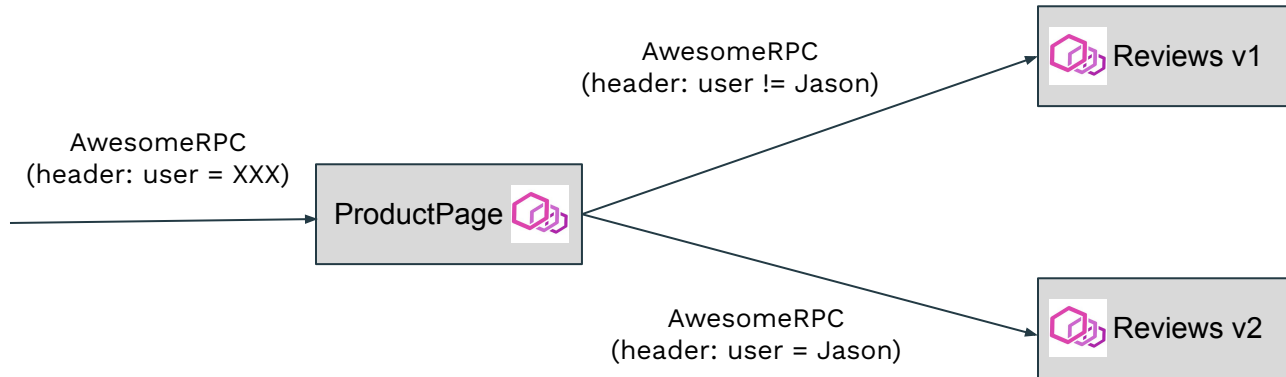 AwesomeRPC
(header: user = XXX)
ProductPage
AwesomeRPC
(header: user != Jason)
Reviews v1
AwesomeRPC
(header: user = Jason)
Reviews v2